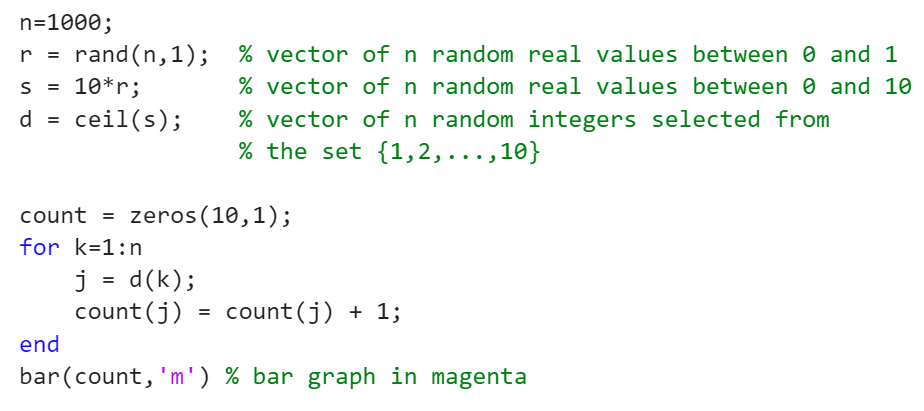 n=1000;
r = rand(n,1);  % vector of n random real values between 0 and 1
s = 10*r;       % vector of n random real values between 0 and 10
d = ceil(s);    % vector of n random integers selected from
                % the set {1,2,...,10}

count = zeros(10,1);
for k=1:n
    j = d(k);
    count(j) = count(j) + 1;
end
bar(count,'m') % bar graph in magenta